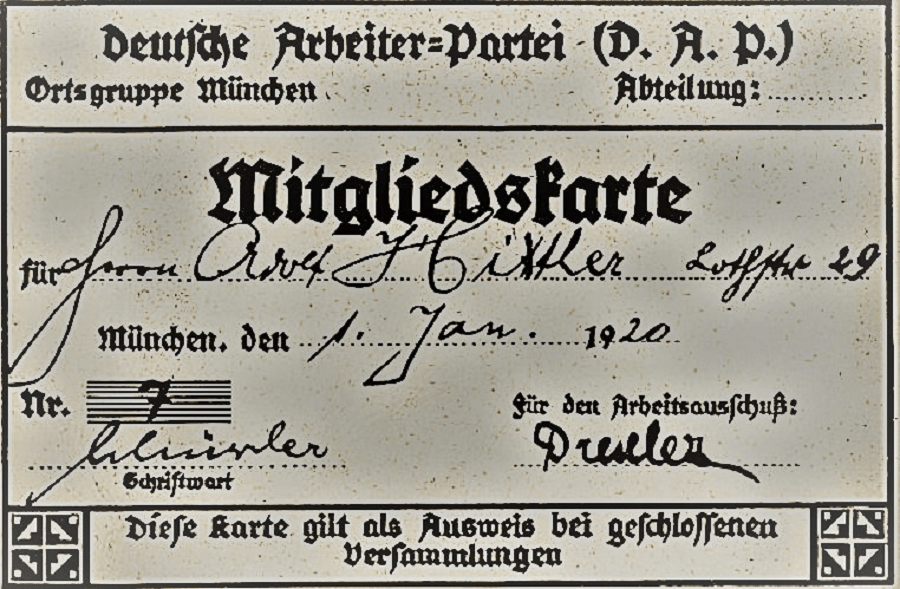 Deutsche Arbeiter=Partei (D. A. P.)
Ortsgruppe München. Abteilung:
Mitgliedskarte
für Herrn Adolf Hittler Lothstr 29
München, den 1. Jan. 1920
Nr. 7 Für den Arbeitsausschuß:
Schüssler Drexler
Schriftwart
Diese Karte gilt als Ausweis bei geschlossenen
Versammlungen